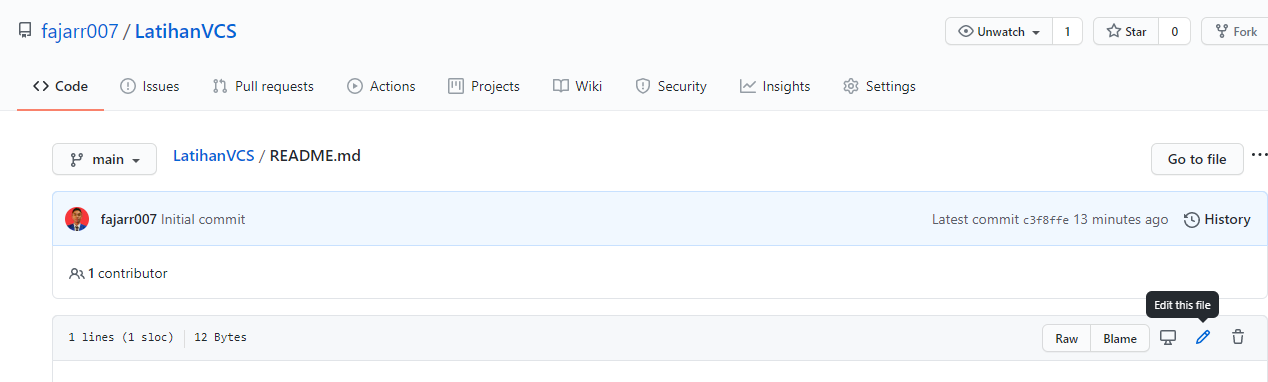 fajarr007 / LatihanVCS
Unwatch 1 Star 0 Fork
Code Issues Pull requests Actions Projects Wiki Security Insights Settings
main LatihanVCS / README.md Go to file ...
fajarr007 Initial commit Latest commit c3f8ffe 13 minutes ago History
1 contributor
Edit this file
1 lines (1 sloc) 12 Bytes Raw Blame